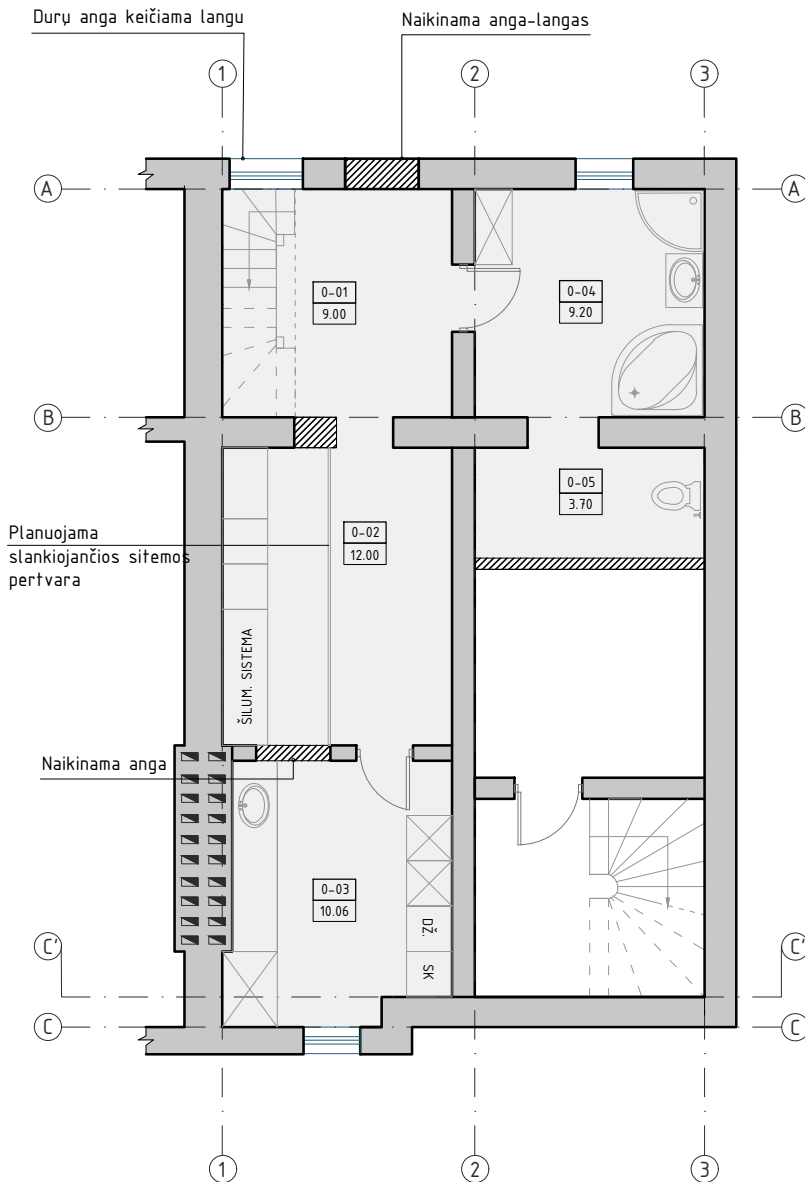 Durų anga keičiama langu
Naikinama anga-langas
1
2
3
A
A
0-01
9.00
0-04
9.20
B
B
0-05
3.70
Planuojama
slankiojančios sitemos
pertvara
0-02
12.00
ŠILUM. SISTEMA
Naikinama anga
0-03
10.06
DŽ.
SK
C'
C'
C
C
1
2
3